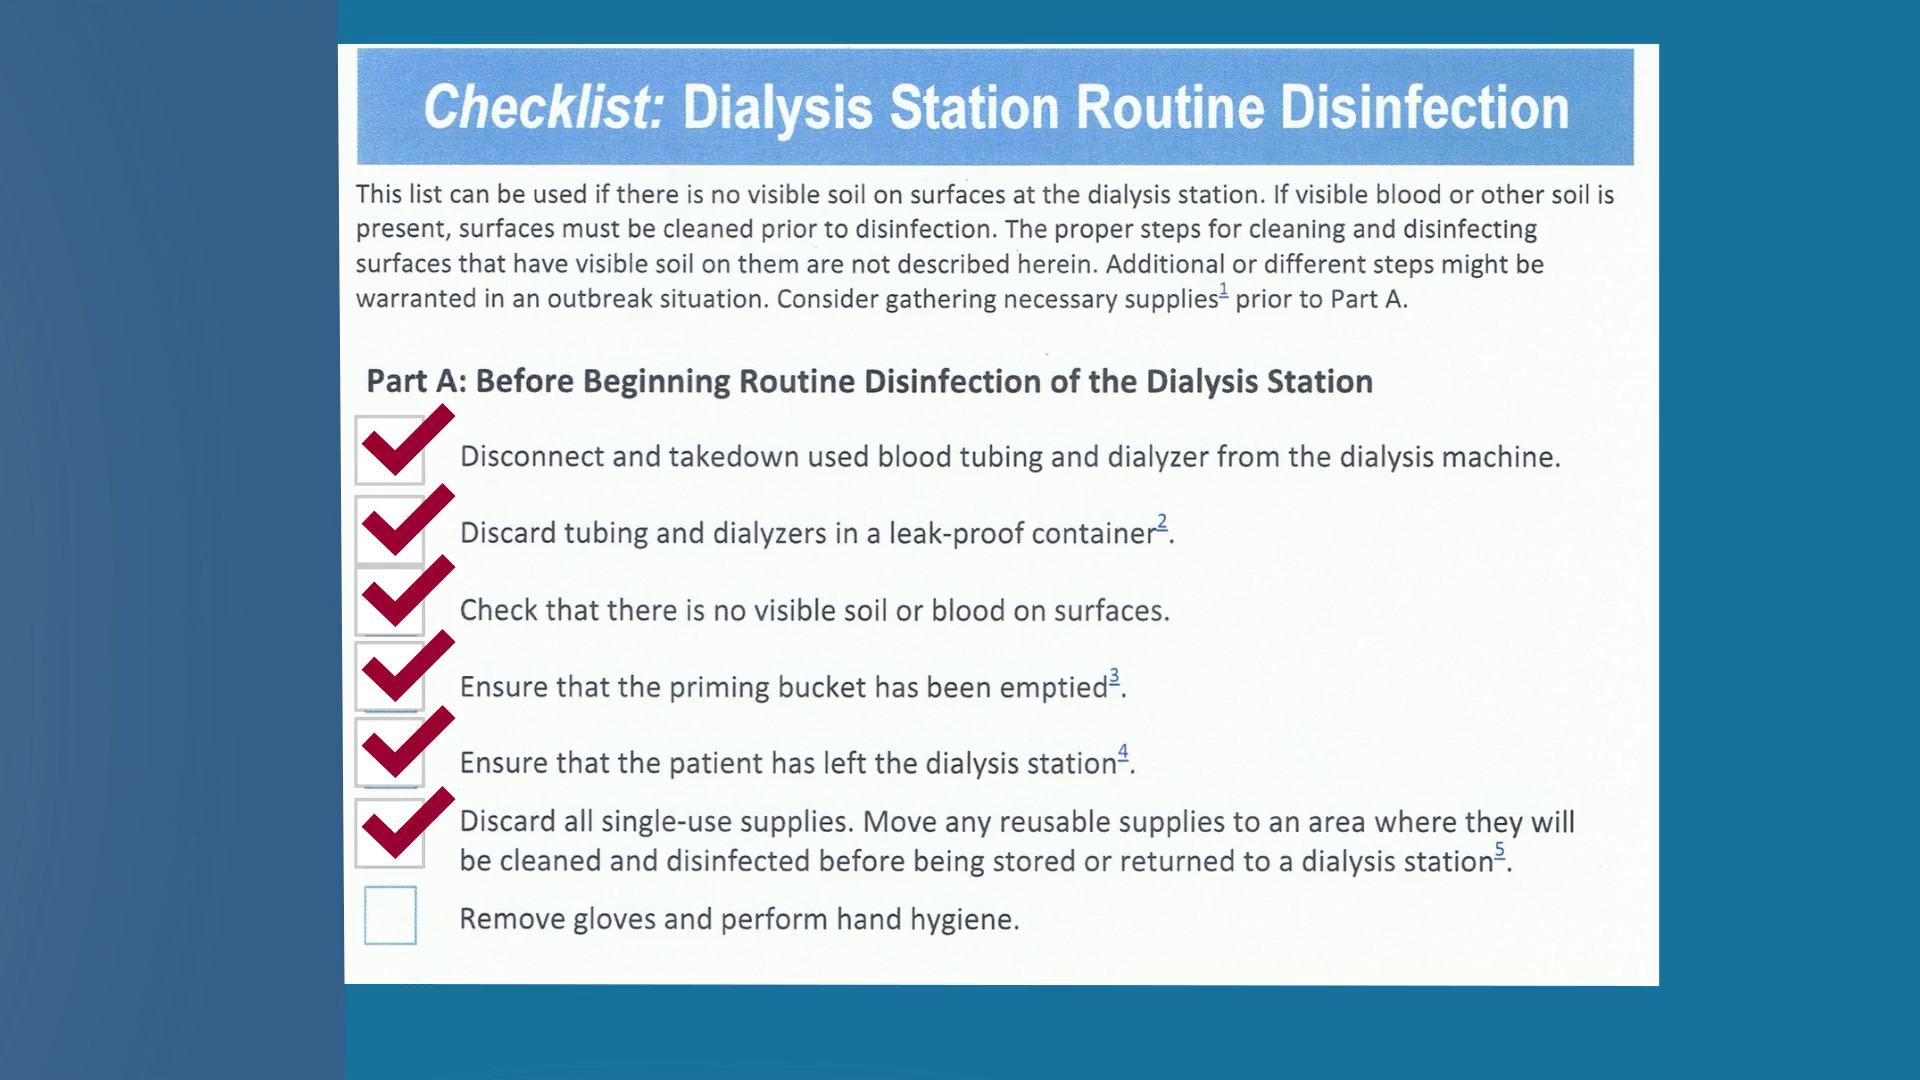 Checklist: Dialysis Station Routine Disinfection
This list can be used if there is no visible soil on surfaces at the dialysis station. If visible blood or other soil is
present, surfaces must be cleaned prior to disinfection. The proper steps for cleaning and disinfecting
surfaces that have visible soil on them are not described herein. Additional or different steps might be
warranted in an outbreak situation. Consider gathering necessary supplies1 prior to Part A.
Part A: Before Beginning Routine Disinfection of the Dialysis Station
Disconnect and takedown used blood tubing and dialyzer from the dialysis machine.
Discard tubing and dialyzers in a leak-proof container2.
Check that there is no visible soil or blood on surfaces.
Ensure that the priming bucket has been emptied3.
Ensure that the patient has left the dialysis station4.
Discard all single-use supplies. Move any reusable supplies to an area where they will
be cleaned and disinfected before being stored or returned to a dialysis station5.
Remove gloves and perform hand hygiene.